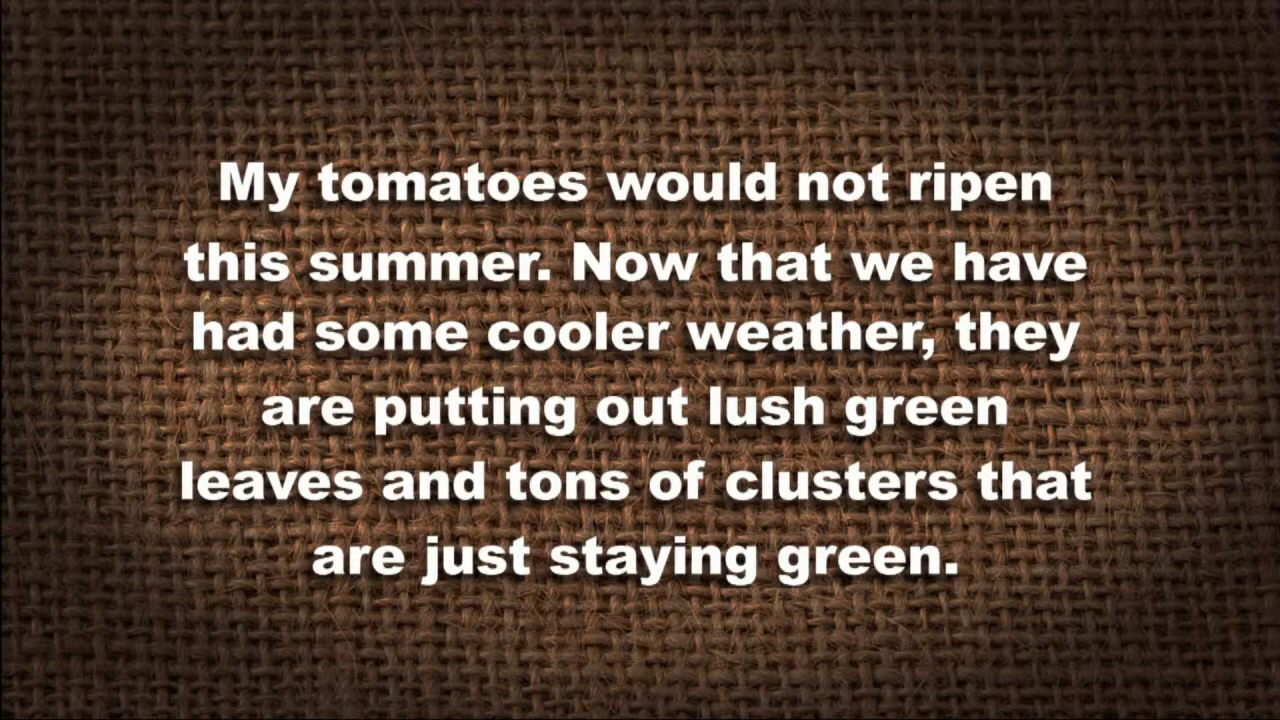 My tomatoes would not ripen
this summer. Now that we have
had some cooler weather, they
are putting out lush green
leaves and tons of clusters that
are just staying green.